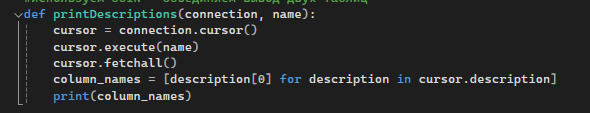 def printDescriptions(connection, name):
cursor = connection.cursor()
cursor.execute(name)
cursor.fetchall()
column_names = [description[0] for description in cursor.description]
print(column_names)